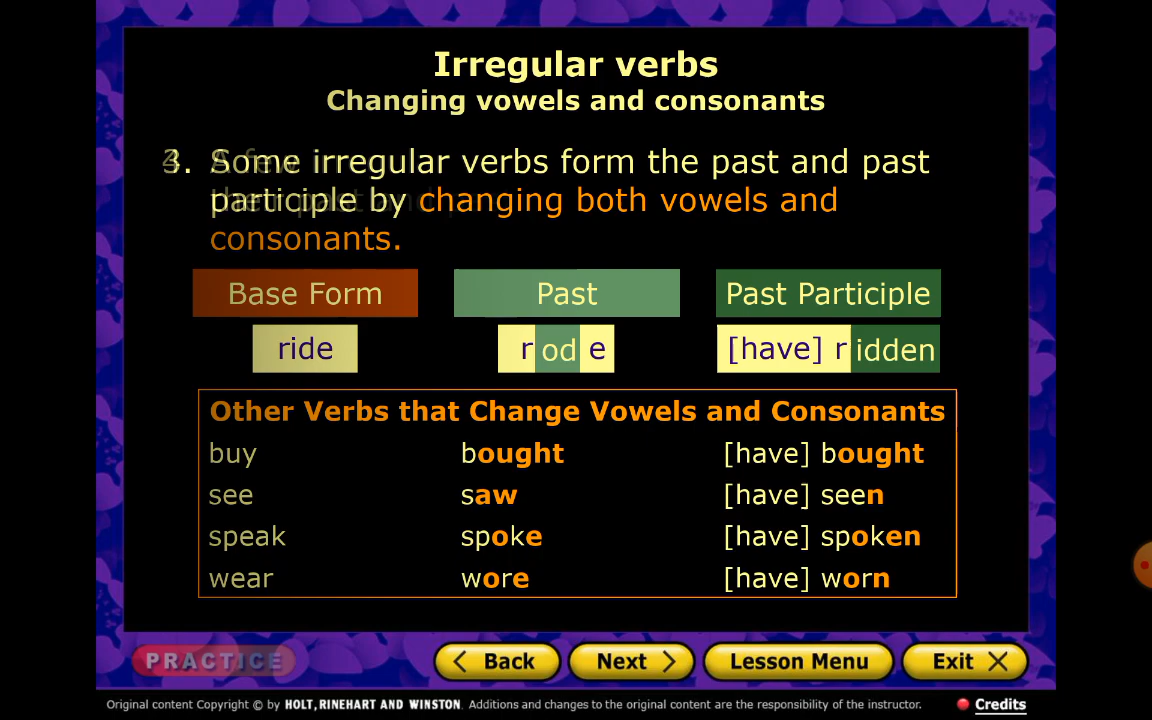 Irregular verbs
Changing vowels and consonants
3. Some irregular verbs form the past and past
participle by changing both vowels and
consonants.
Base Form Past Past Participle
ride rode [have] ridden
Other Verbs that Change Vowels and Consonants
buy bought [have] bought
see saw [have] seen
speak spoke [have] spoken
wear wore [have] worn
PRACTICE Back Next Lesson Menu Exit
Original content Copyright © by HOLT, RINEHART AND WINSTON. Additions and changes to the original content are the responsibility of the instructor. Credits